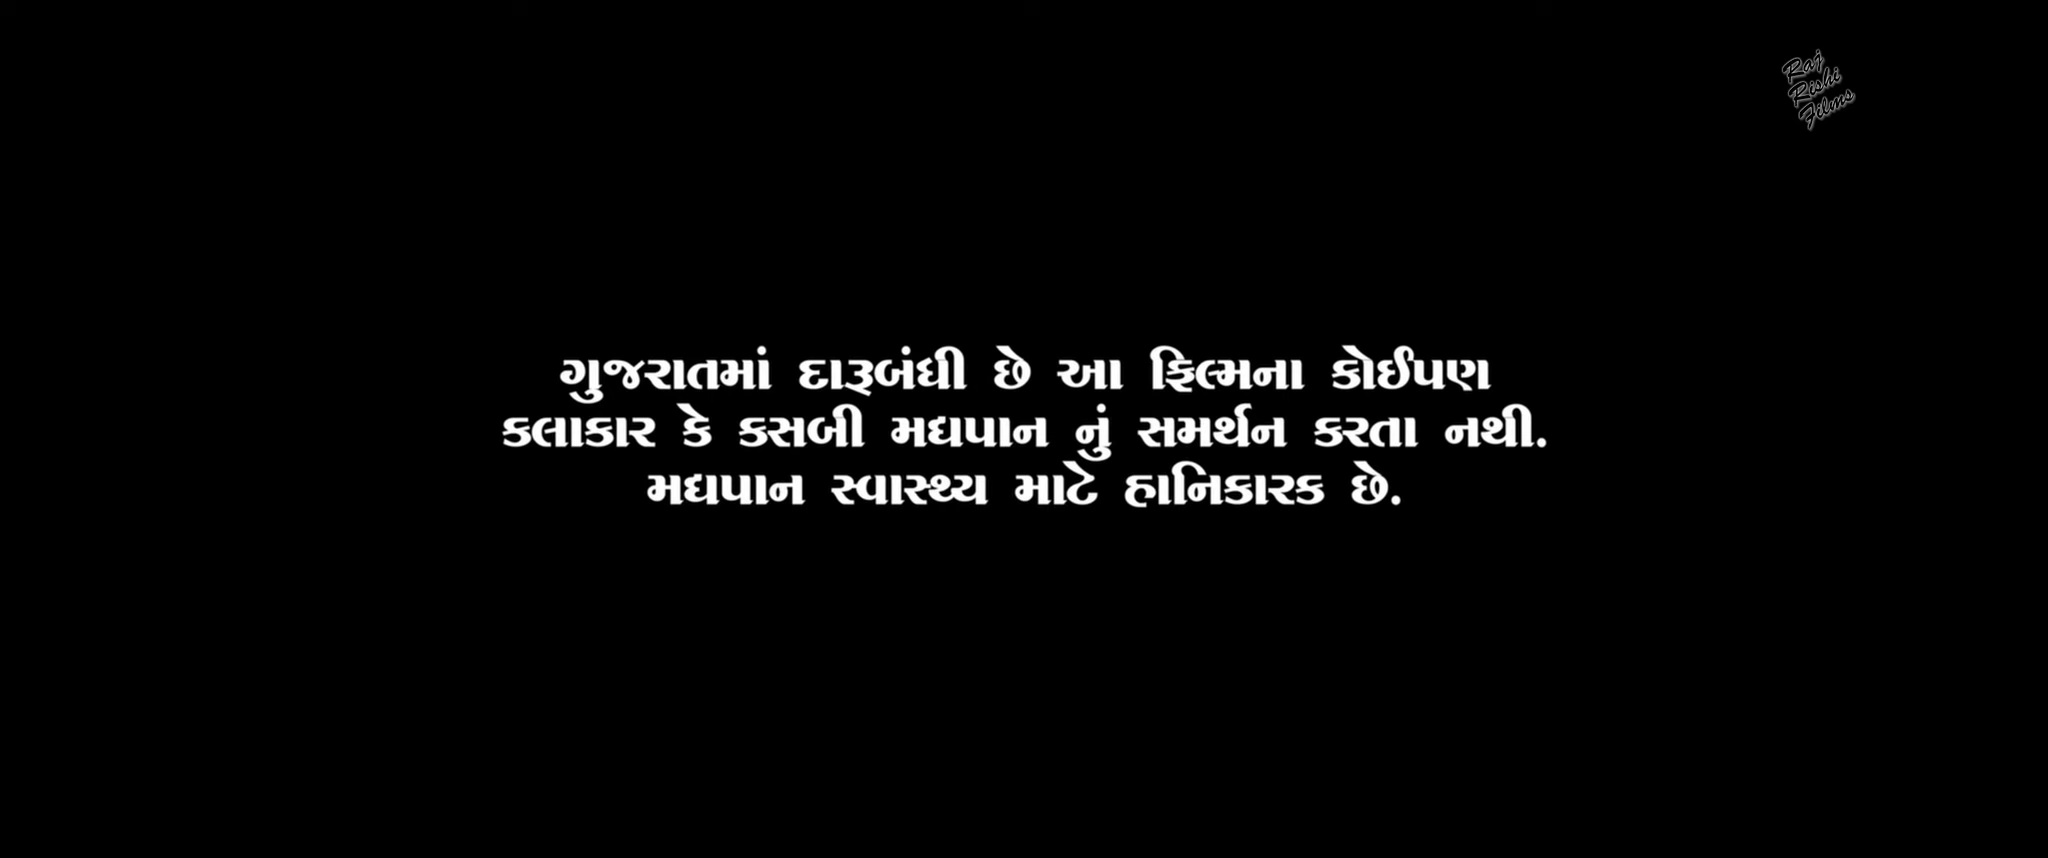 Raj
Rishi
Films
ગુજરાતમાં દારૂબંધી છે આ ફિલ્મના કોઈપણ
કલાકાર કે કસબી મદ્યપાન નું સમર્થન કરતા નથી.
મદ્યપાન સ્વાસ્થ્ય માટે હાનિકારક છે.